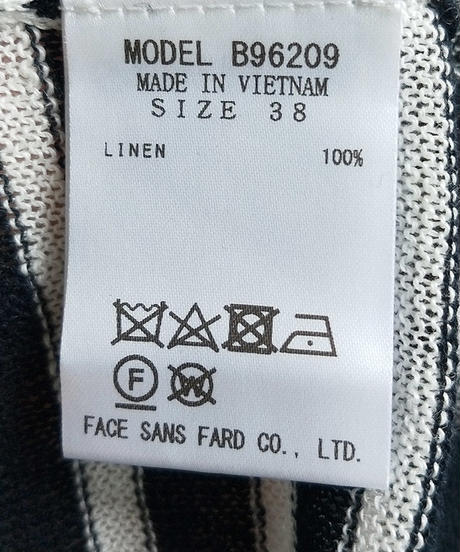 MODEL B96209
MADE IN VIETNAM
SIZE 38
LINEN 100%
F W
FACE SANS FARD CO., LTD.